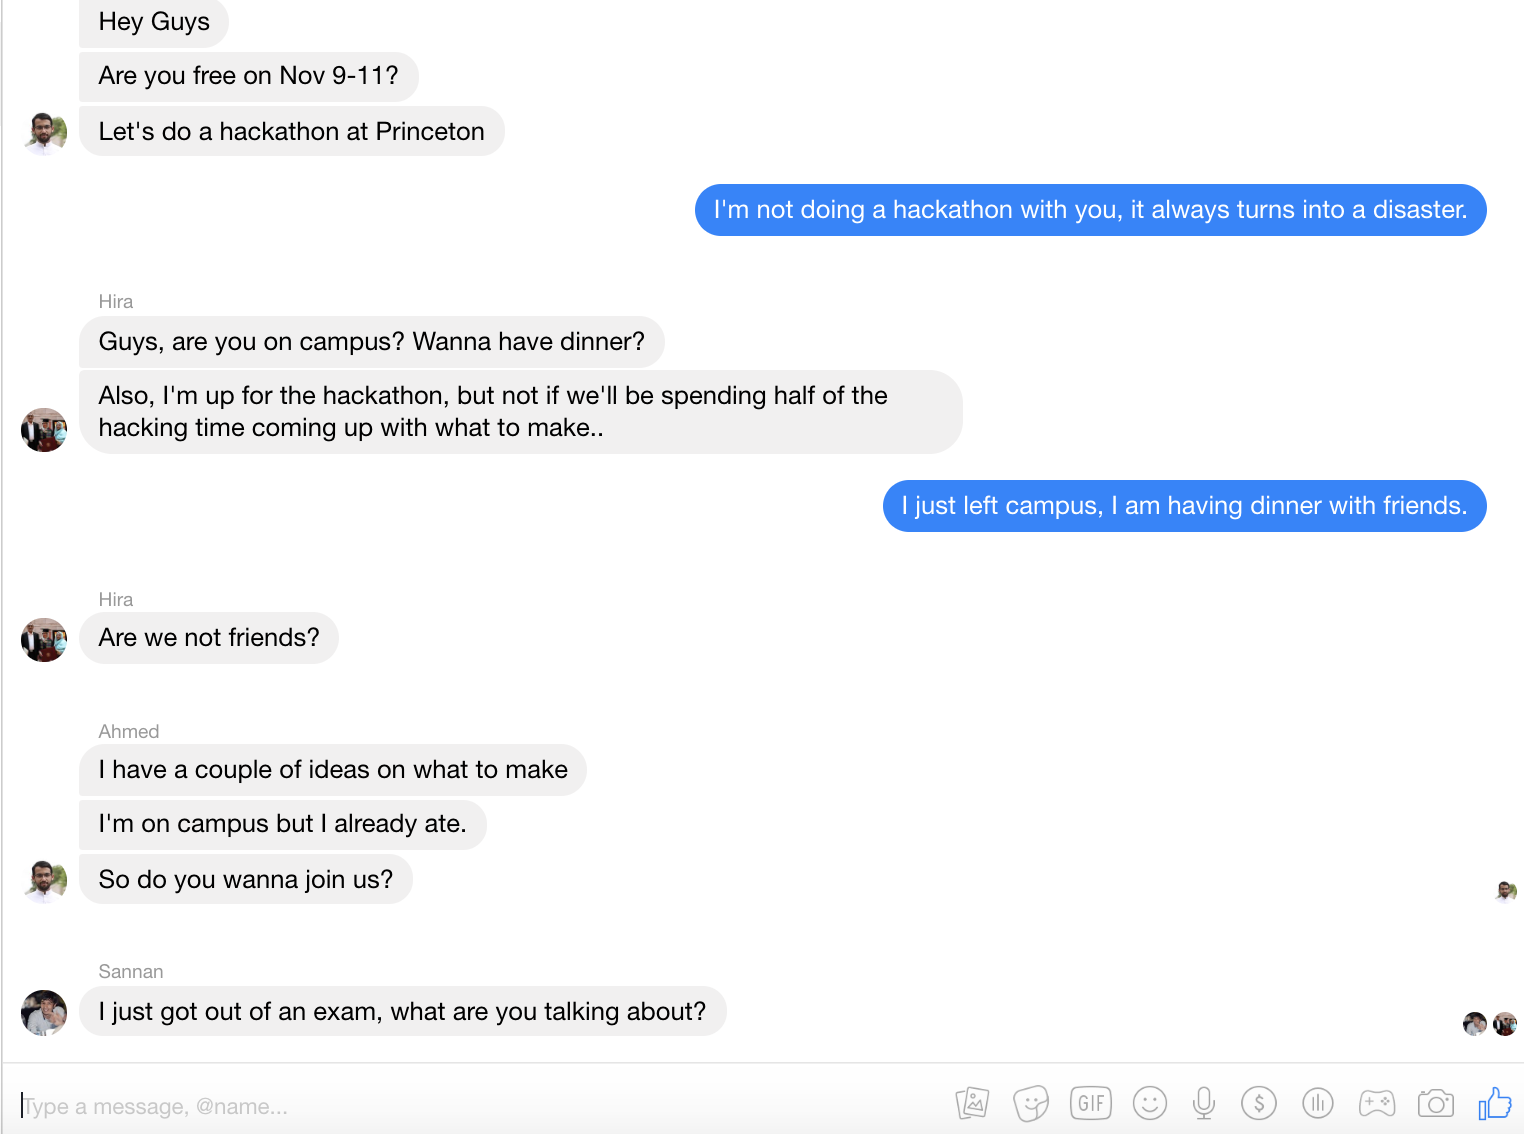 Hey Guys
Are you free on Nov 9-11?
Let's do a hackathon at Princeton
I'm not doing a hackathon with you, it always turns into a disaster.
Hira
Guys, are you on campus? Wanna have dinner?
Also, I'm up for the hackathon, but not if we'll be spending half of the
hacking time coming up with what to make..
I just left campus, I am having dinner with friends.
Hira
Are we not friends?
Ahmed
I have a couple of ideas on what to make
I'm on campus but I already ate.
So do you wanna join us?
Sannan
I just got out of an exam, what are you talking about?
Type a message, @name...
GIF
$